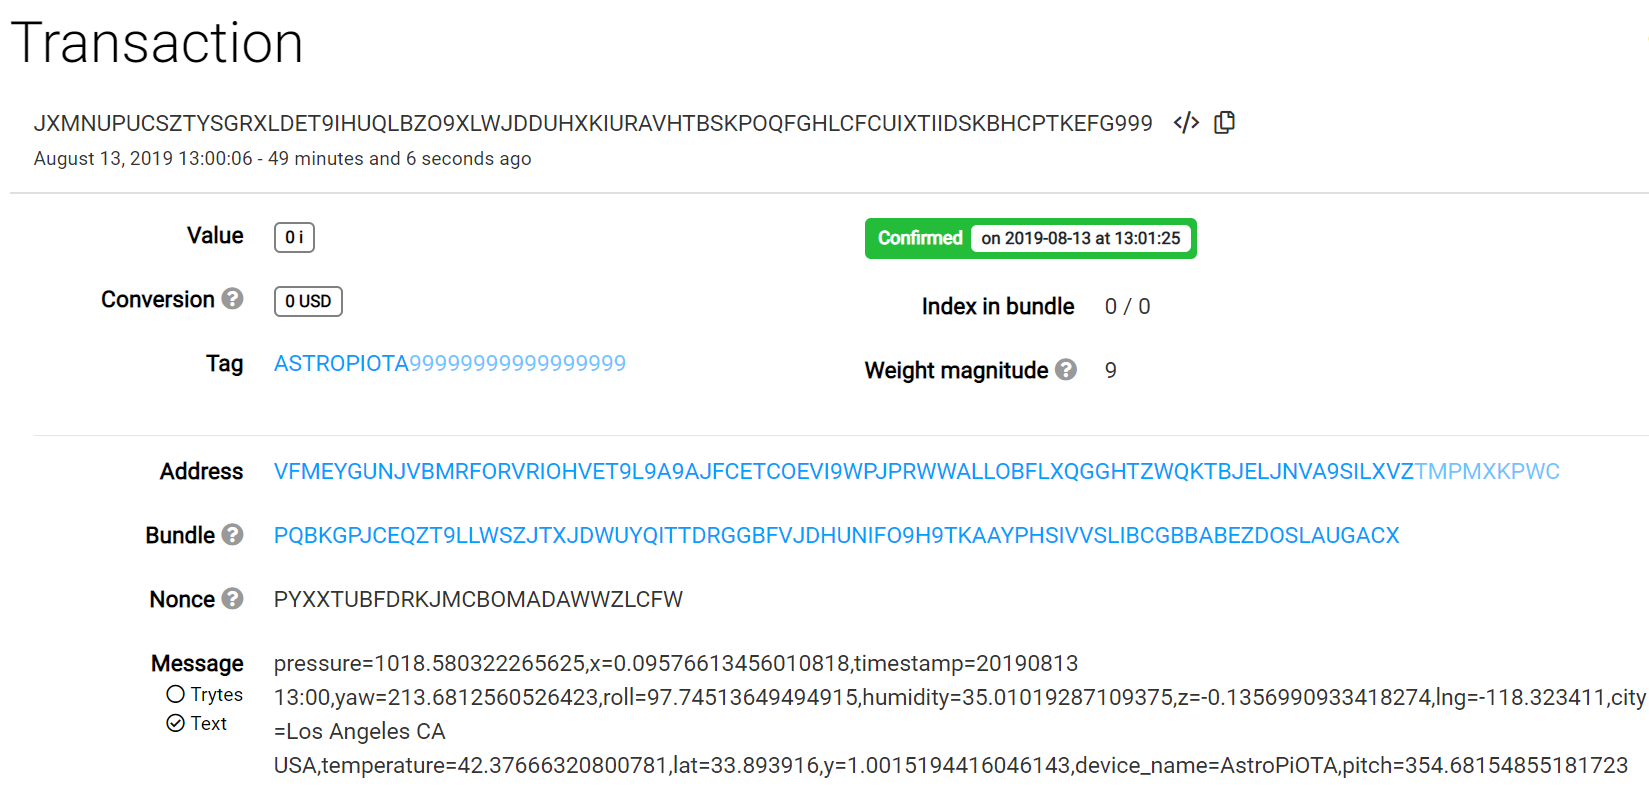 Transaction
JXMNUPUCSZTYSGRXLDET9IHUQLBZO9XLWJDDUHXKIURAVHTBSKPOQFGHLCFCUIXTIIDSKBHCPTKEFG999 </>
August 13, 2019 13:00:06 - 49 minutes and 6 seconds ago
Value 0 i
Confirmed on 2019-08-13 at 13:01:25
Conversion ? 0 USD
Index in bundle 0 / 0
Tag ASTROPIOTA99999999999999999
Weight magnitude ? 9
Address VFMEYGUNJVBMRFORVRIOHVET9L9A9AJFCETCOEVI9WPJPRWWALLOBFLXQGGHTZWQKTBJELJNVA9SILXVZTMPMXKPWC
Bundle ? PQBKGPJCEQZT9LLWSZJTXJDWUYQITTDRGGBFVJDHUNIFO9H9TKAAYPHSIVVSLIBCGBBABEZDOSLAUGACX
Nonce ? PYXXTUBFDRKJMCBOMADAWWZLCFW
Message pressure=1018.580322265625,x=0.09576613456010818,timestamp=20190813
Trytes 13:00,yaw=213.6812560526423,roll=97.74513649494915,humidity=35.01019287109375,z=-0.1356990933418274,lng=-118.323411,city
Text =Los Angeles CA
USA,temperature=42.37666320800781,lat=33.893916,y=1.0015194416046143,device_name=AstroPiOTA,pitch=354.68154855181723